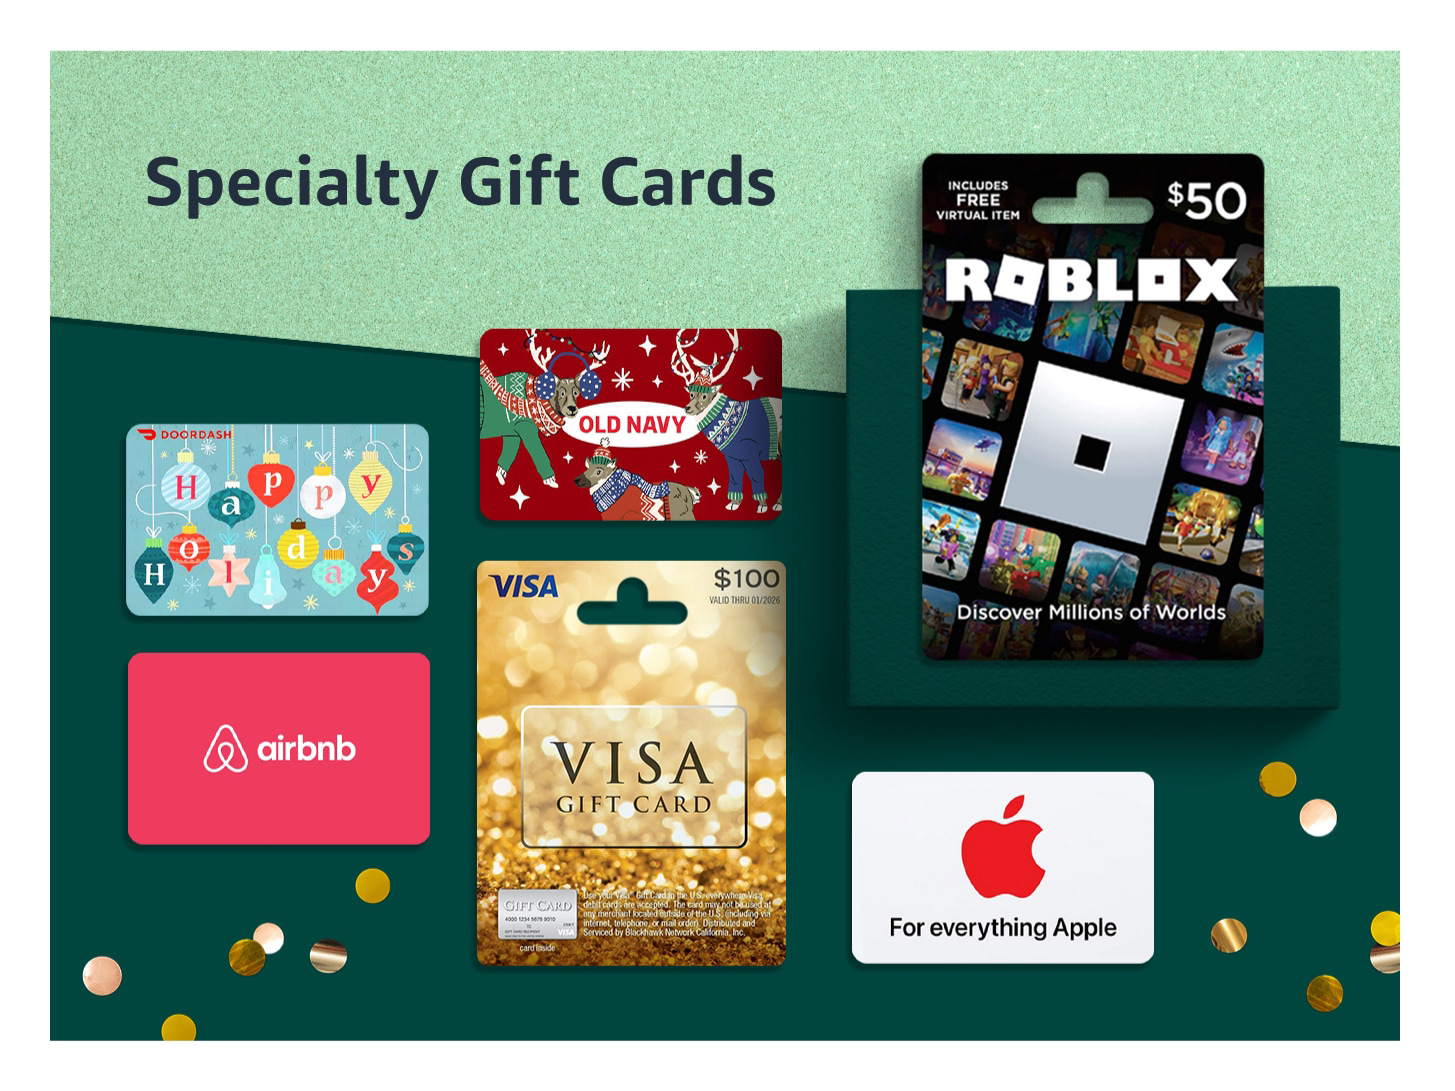 Specialty Gift Cards
INCLUDES
FREE
VIRTUAL ITEM
$50
ROBLOX
Discover Millions of Worlds
OLD NAVY
DOORDASH
Happy
Holidays
VISA
$100
VALID THRU 01/2026
VISA
GIFT CARD
GIFT CARD
4000 1234 5678 9010
DEBIT
VISA
card inside
Use your Visa Gift Card in the U.S. everywhere Visa
debit cards are accepted. The card may not be used at
any merchant located outside of the U.S. (including via
internet, telephone, or mail order). Distributed and
Serviced by Blackhawk Network California, Inc.
airbnb
For everything Apple